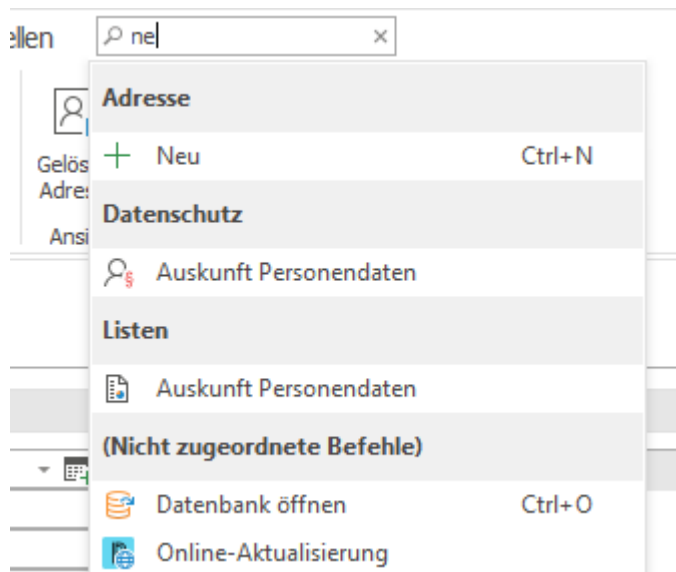 ellen
ne
Adresse
Neu Ctrl+N
Gelös
Adre
Ansi
Datenschutz
Auskunft Personendaten
Listen
Auskunft Personendaten
(Nicht zugeordnete Befehle)
Datenbank öffnen Ctrl+O
Online-Aktualisierung